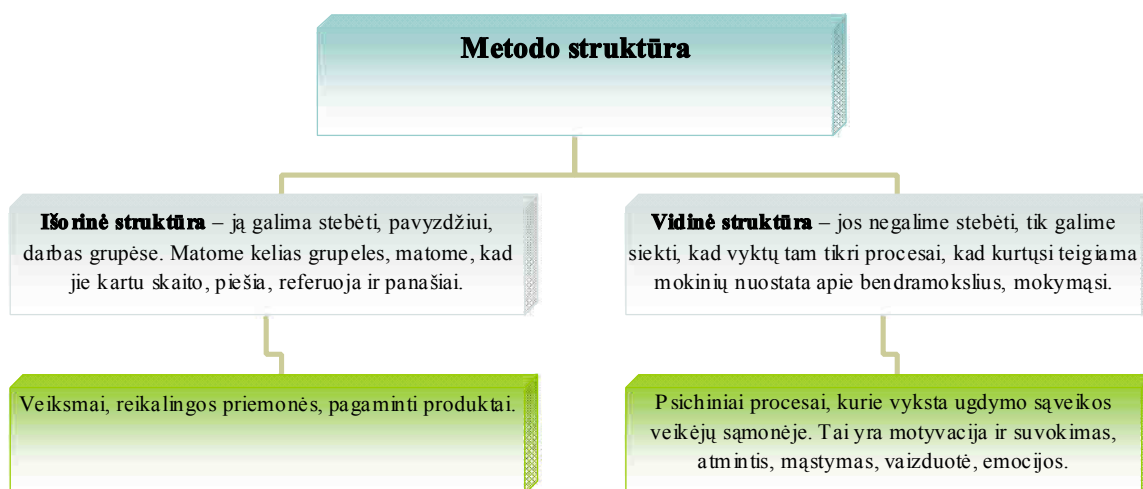 Metodo struktūra
Išorinė struktūra – ją galima stebėti, pavyzdžiui,
darbas grupėse. Matome kelias grupeles, matome, kad
jie kartu skaito, piešia, referuoja ir panašiai.
Vidinė struktūra – jos negalime stebėti, tik galime
siekti, kad vyktų tam tikri procesai, kad kurtųsi teigiama
mokinių nuostata apie bendramokslius, mokymąsi.
Veiksmai, reikalingos priemonės, pagaminti produktai.
Psichiniai procesai, kurie vyksta ugdymo sąveikos
veikėjų sąmonėje. Tai yra motyvacija ir suvokimas,
atmintis, mąstymas, vaizduotė, emocijos.